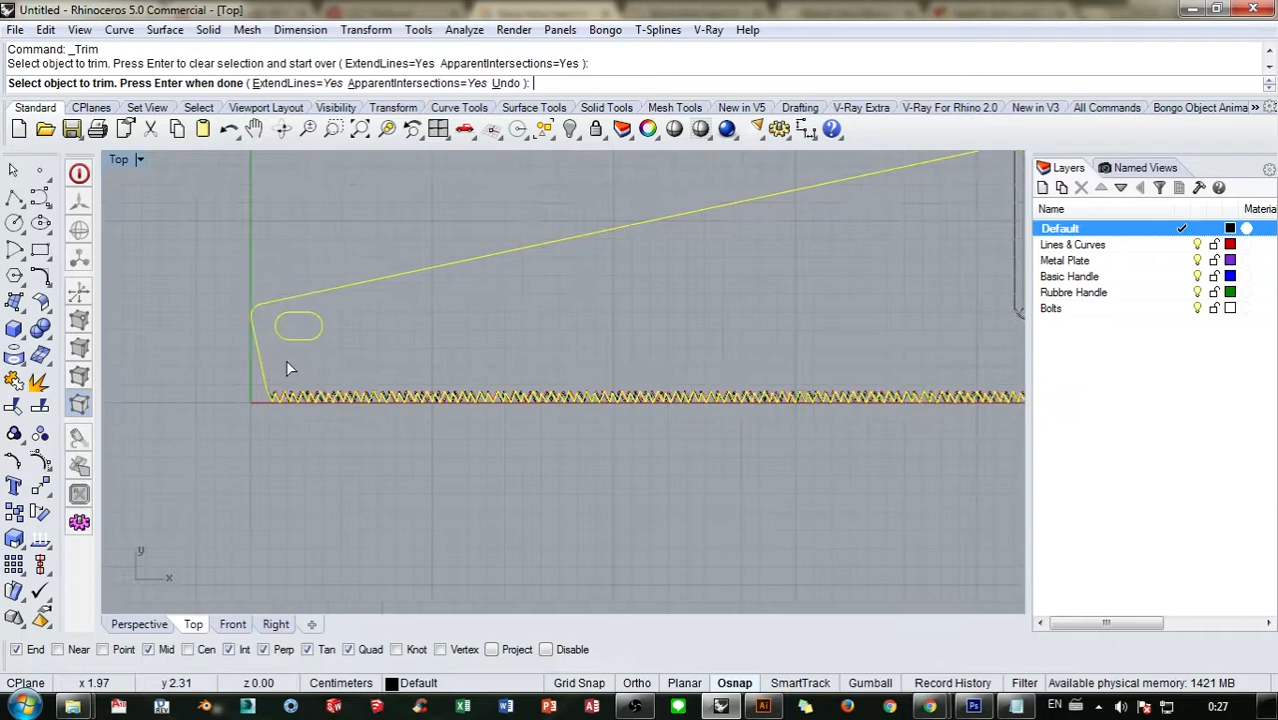 Untitled - Rhinoceros 5.0 Commercial - [Top]
File Edit View Curve Surface Solid Mesh Dimension Transform Tools Analyze Render Panels Bongo T-Splines V-Ray Help
Command: _Trim
Select objects to trim. Press Enter to clear selection and start over ( ExtendLines=Yes ApparentIntersections=Yes ):
Select object to trim. Press Enter when done ( ExtendLines=Yes ApparentIntersections=Yes Undo ):
Standard CPlanes Set View Select Viewport Layout Visibility Transform Curve Tools Surface Tools Solid Tools Mesh Tools New in V5 Drafting V-Ray Extra V-Ray For Rhino 2.0 New in V3 All Commands Bongo Object Anima
Top
Layers Named Views
Name Material
Default
Lines & Curves
Metal Plate
Basic Handle
Rubbre Handle
Bolts
y
x
Perspective Top Front Right
End Near Point Mid Cen Int Perp Tan Quad Knot Vertex Project Disable
CPlane x 1.97 y 2.31 z 0.00 Centimeters Default Grid Snap Ortho Planar Osnap SmartTrack Gumball Record History Filter Available physical memory: 1421 MB
EN 0:27